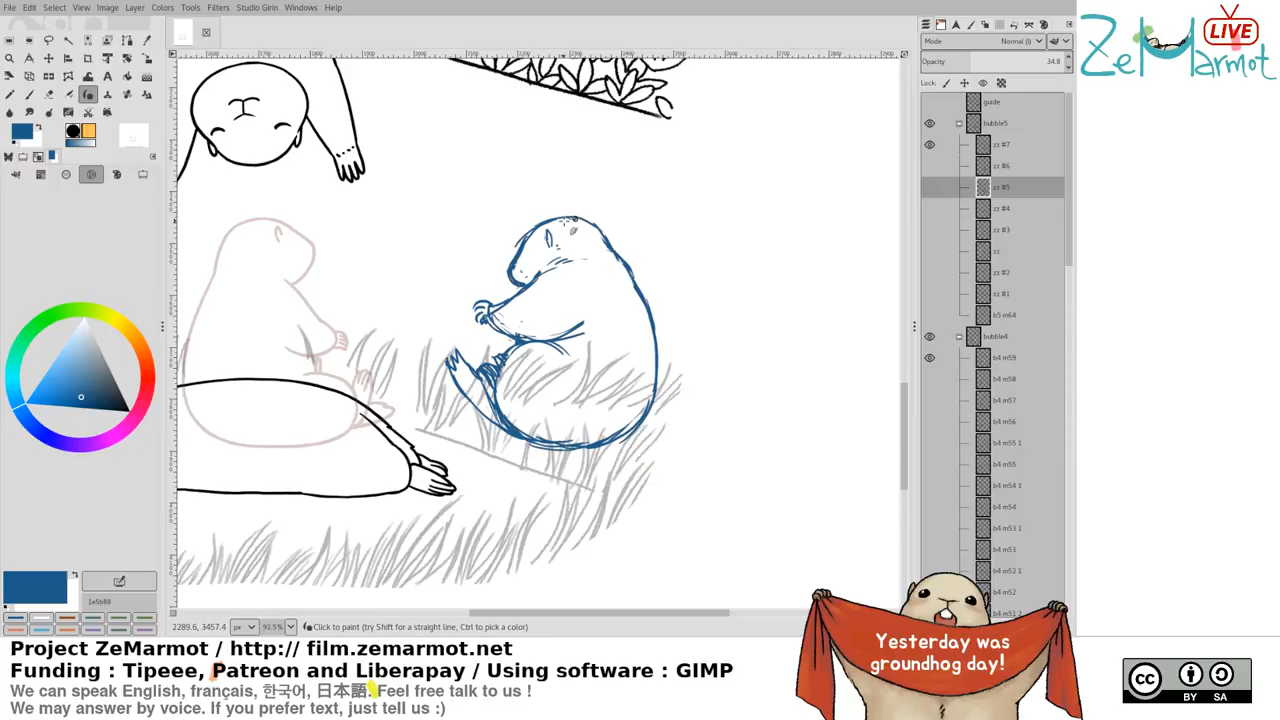 File Edit Select View Image Layer Colors Tools Filters Studio Girin Windows Help
LIVE
ZeMarmot
Mode Normal (l)
Opacity 34.8
Lock:
guide
bubble5
zz #7
zz #6
zz #5
zz #4
zz #3
zz
zz #2
zz #1
b5 m64
bubble4
b4 m59
b4 m58
b4 m57
b4 m56
b4 m55 1
b4 m55
b4 m54 1
b4 m54
b4 m53 1
b4 m53
b4 m52 1
b4 m52
b4 m51 2
1e5b88
2289.6, 3457.4 px 92.5% Click to paint (try Shift for a straight line, Ctrl to pick a color)
Yesterday was
groundhog day!
Project ZeMarmot / http:// film.zemarmot.net
Funding : Tipeee, Patreon and Liberapay / Using software : GIMP
We can speak English, français, 한국어, 日本語. Feel free talk to us !
We may answer by voice. If you prefer text, just tell us :)
cc
BY SA